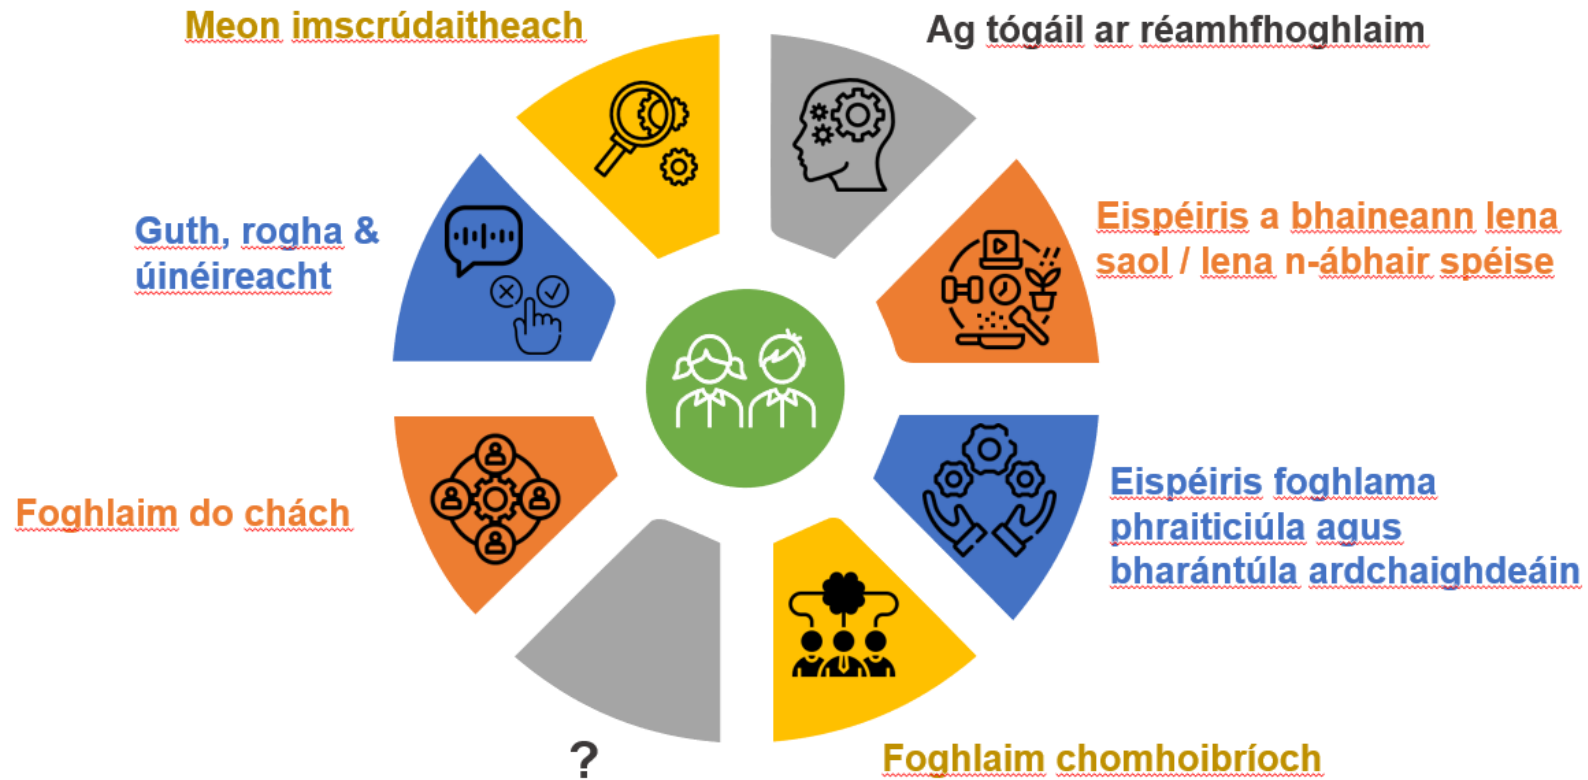 Meon imscrúdaitheach
Ag tógáil ar réamhfhoghlaim
Guth, rogha &
úinéireacht
Eispéiris a bhaineann lena
saol / lena n-ábhair spéise
Foghlaim do chách
Eispéiris foghlama
phraiticiúla agus
bharántúla ardchaighdeáin
?
Foghlaim chomhoibríoch